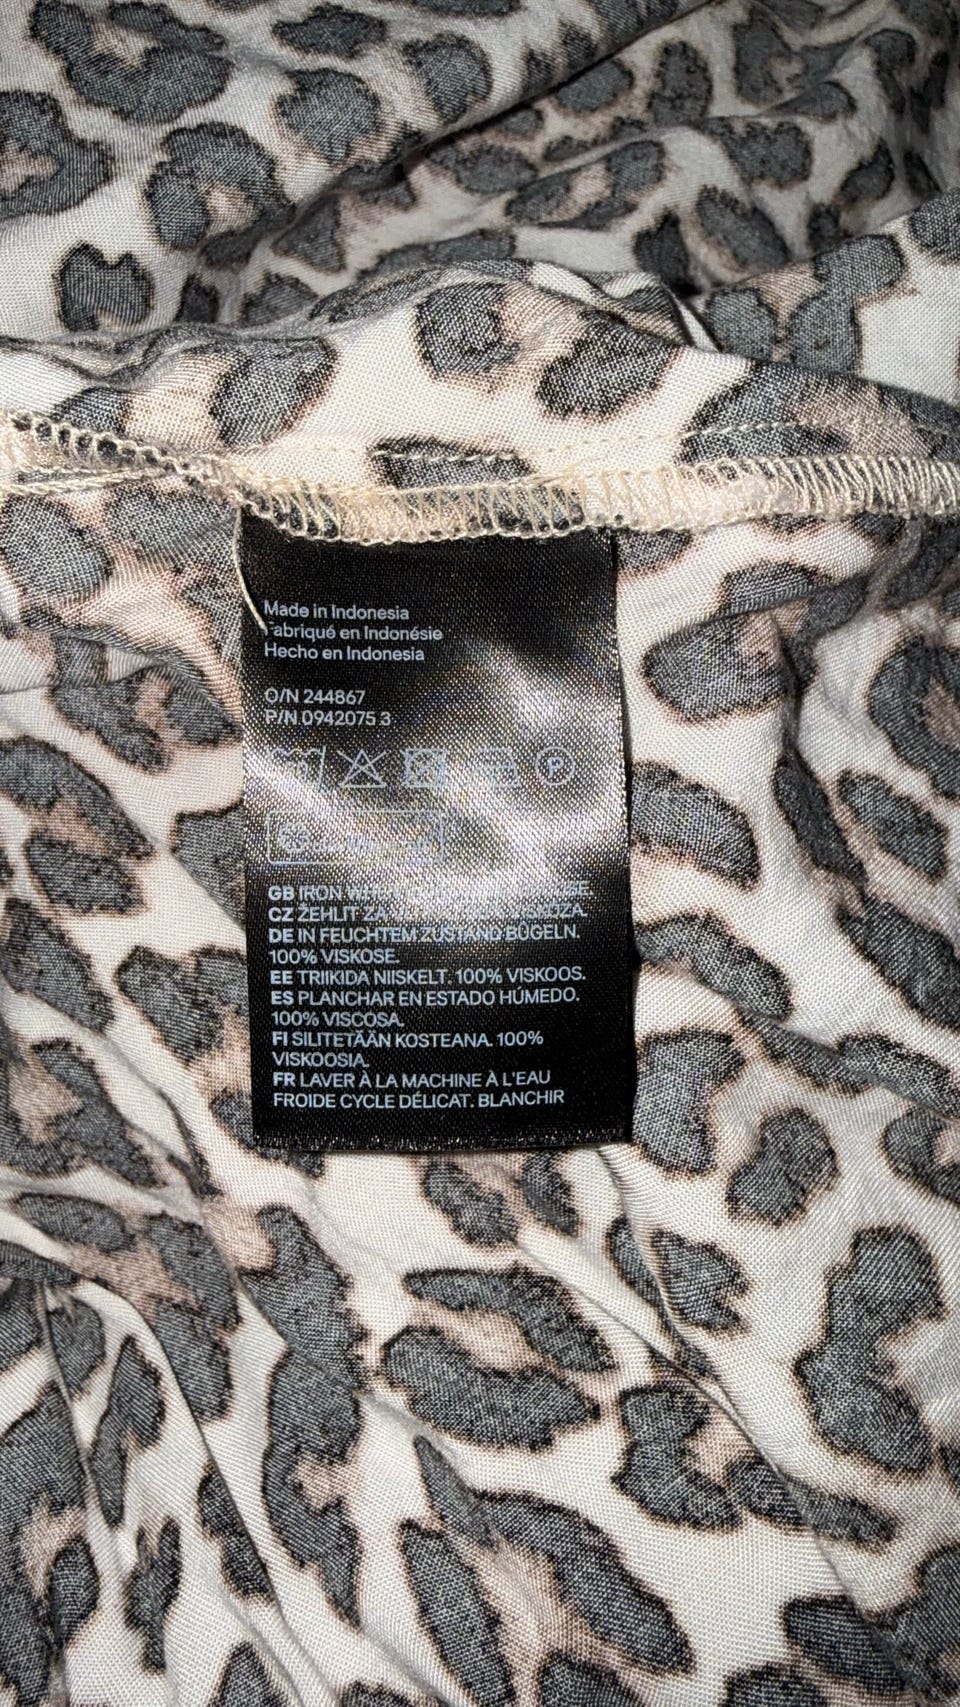 Made in Indonesia
Fabriqué en Indonésie
Hecho en Indonesia
O/N 244867
P/N 0942075 3
P
GB IRON
CZ ŽEHLIT ZA
DE IN FEUCHTEM ZUSTAND BÜGELN.
100% VISKOSE.
EE TRIIKIDA NIISKELT. 100% VISKOOS.
ES PLANCHAR EN ESTADO HÚMEDO.
100% VISCOSA.
FI SILITETÄÄN KOSTEANA. 100%
VISKOOSIA.
FR LAVER À LA MACHINE À L'EAU
FROIDE CYCLE DÉLICAT. BLANCHIR